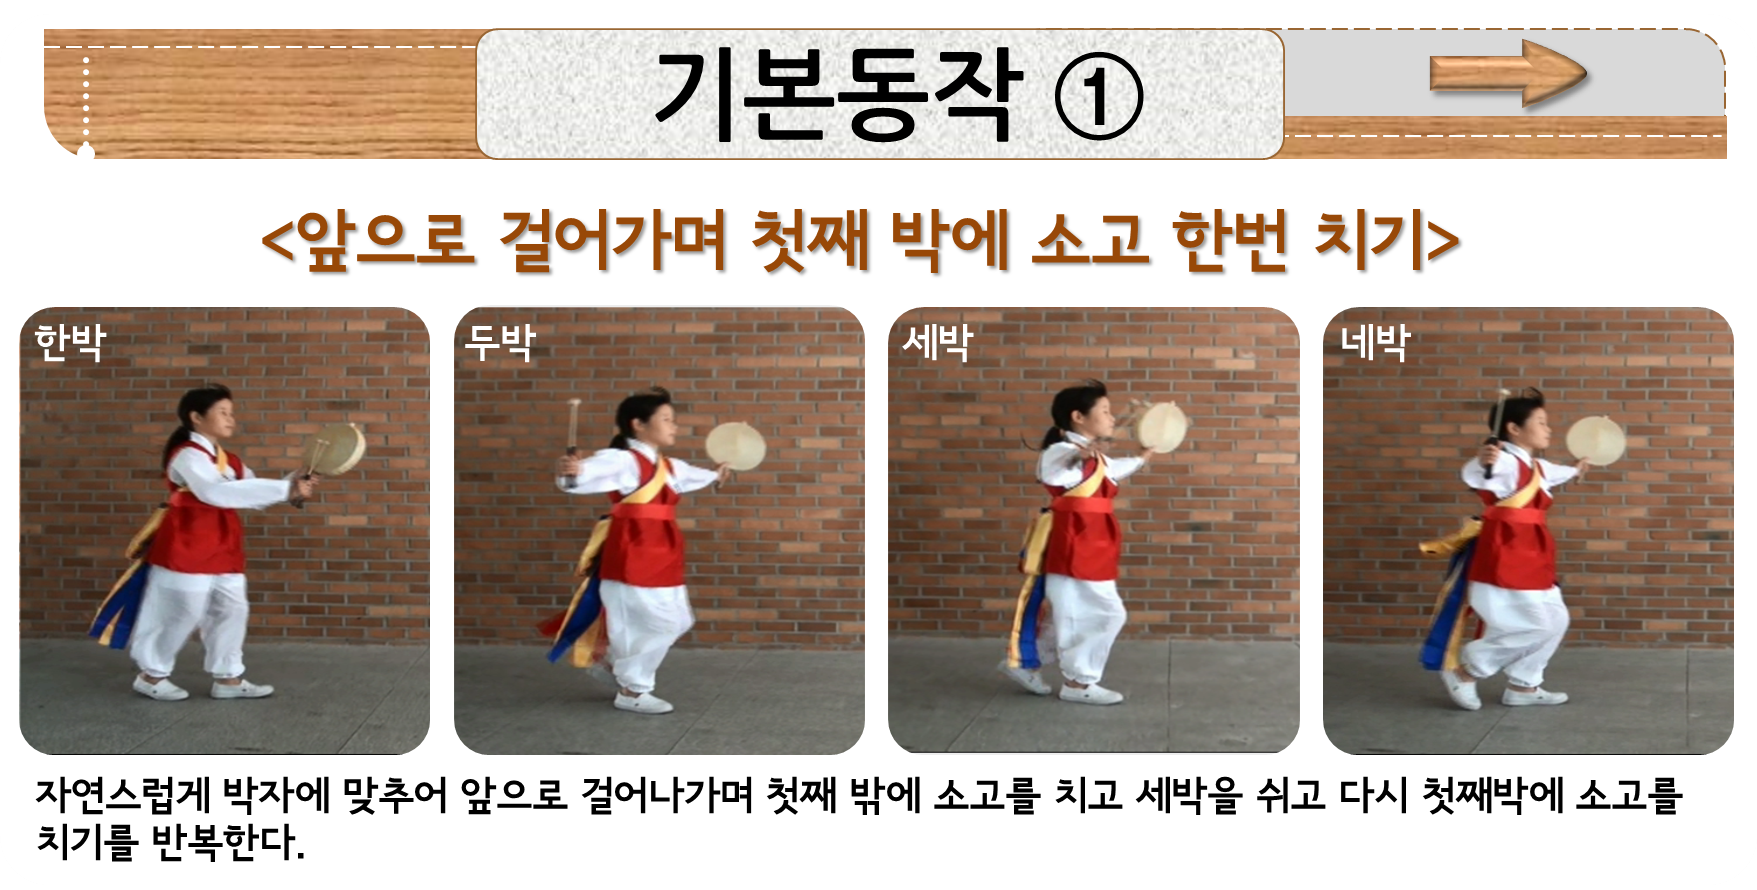 기본동작 ①
<앞으로 걸어가며 첫째 박에 소고 한번 치기>
한박
두박
세박
네박
자연스럽게 박자에 맞추어 앞으로 걸어나가며 첫째 밖에 소고를 치고 세박을 쉬고 다시 첫째박에 소고를
치기를 반복한다.